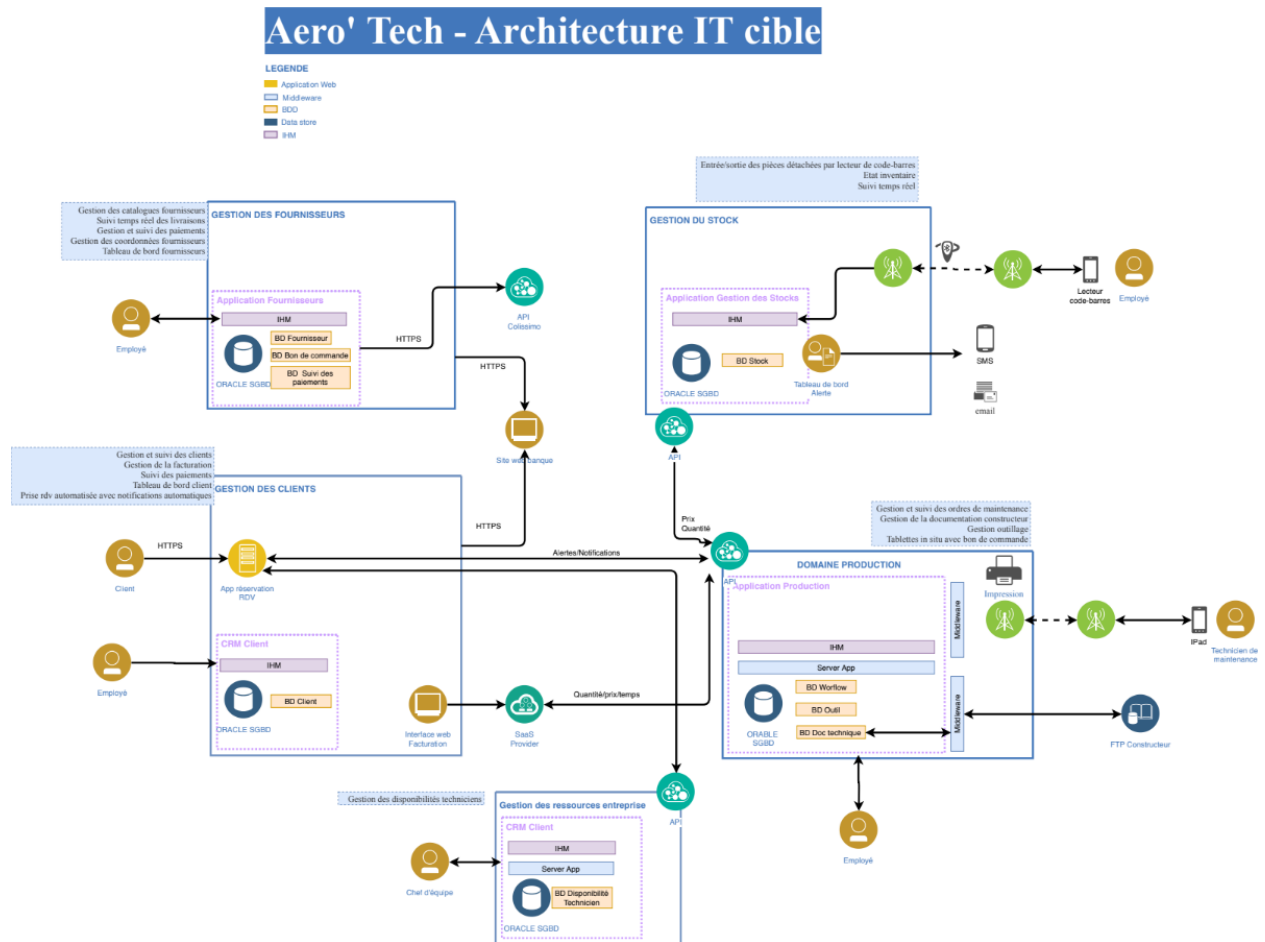 Aero' Tech - Architecture IT cible
LEGENDE
Application Web
Middleware
BDD
Data store
IHM
Gestion des catalogues fournisseurs
Suivi temps réel des livraisons
Gestion et suivi des paiements
Gestion des coordonnées fournisseurs
Tableau de bord fournisseurs
GESTION DES FOURNISSEURS
Application Fournisseurs
IHM
BD Fournisseur
BD Bon de commande
BD Suivi des
paiements
ORACLE SGBD
Employé
HTTPS
API
Colissimo
HTTPS
Site web banque
Entrée/sortie des pièces détachées par lecteur de code-barres
Etat inventaire
Suivi temps réel
GESTION DU STOCK
Application Gestion des Stocks
IHM
BD Stock
ORACLE SGBD
Tableau de bord
Alerte
Lecteur
code-barres
Employé
SMS
email
API
Prix
Quantité
Gestion et suivi des clients
Gestion de la facturation
Suivi des paiements
Tableau de bord client
Prise rdv automatisée avec notifications automatiques
GESTION DES CLIENTS
HTTPS
HTTPS
Client
App réservation
RDV
Alertes/Notifications
CRM Client
IHM
BD Client
ORACLE SGBD
Employé
Interface web
Facturation
SaaS
Provider
Quantité/prix/temps
Gestion et suivi des ordres de maintenance
Gestion de la documentation constructeur
Gestion outillage
Tablettes in situ avec bon de commande
DOMAINE PRODUCTION
API
Application Production
Impression
Middleware
IHM
Server App
BD Worflow
BD Outil
BD Doc technique
ORABLE
SGBD
Middleware
IPad
Technicien de
maintenance
FTP Constructeur
Employé
Gestion des disponibilités techniciens
Gestion des ressources entreprise
API
CRM Client
IHM
Server App
BD Disponibilité
Technicien
ORACLE SGBD
Chef d'équipe